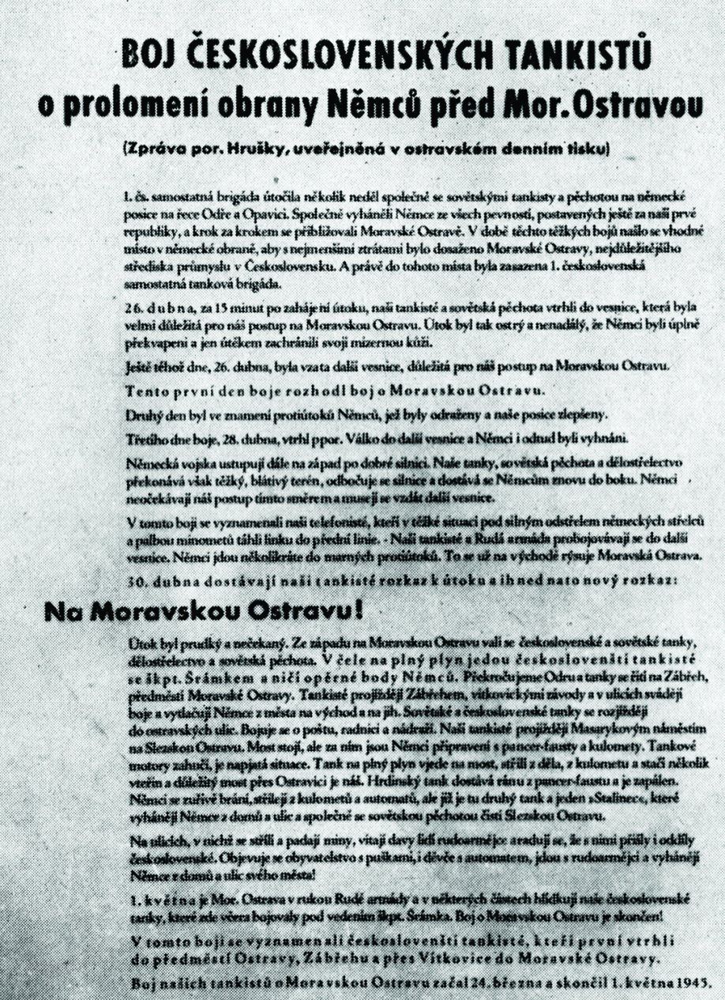 BOJ ČESKOSLOVENSKÝCH TANKISTŮ
o prolomení obrany Němců před Mor. Ostravou
(Zpráva por. Hrušky, uveřejněná v ostravském denním tisku)
1. čs. samostatná brigáda útočila několik neděl společně se sovětskými tankisty a pěchotou na německé
posice na řece Odře a Opavici. Společně vyháněli Němce ze všech pevností, postavených ještě za naší prvé
republiky, a krok za krokem se přibližovali Moravské Ostravě. V době těchto těžkých bojů našlo se vhodné
místo v německé obraně, aby s nejmenšími ztrátami bylo dosaženo Moravské Ostravy, nejdůležitějšího
střediska průmyslu v Československu. A právě do tohoto místa byla zasazena 1. československá
samostatná tanková brigáda.
26. dubna, za 15 minut po zahájení útoku, naši tankisté a sovětská pěchota vtrhli do vesnice, která byla
velmi důležitá pro náš postup na Moravskou Ostravu. Útok byl tak ostrý a nenadálý, že Němci byli úplně
překvapeni a jen útěkem zachránili svoji mizernou kůži.
Ještě téhož dne, 26. dubna, byla vzata další vesnice, důležitá pro náš postup na Moravskou Ostravu.
Tento první den boje rozhodl boj o Moravskou Ostravu.
Druhý den byl ve znamení protiútoků Němců, jež byly odraženy a naše posice zlepšeny.
Třetího dne boje, 28. dubna, vtrhl ppor. Válko do další vesnice a Němci i odtud byli vyhnáni.
Německá vojska ustupují dále na západ po dobré silnici. Naše tanky, sovětská pěchota a dělostřelectvo
překonává však těžký, blátivý terén, odbočuje se silnice a dostává se Němcům znovu do boku. Němci
neočekávají náš postup tímto směrem a musejí se vzdát další vesnice.
V tomto boji se vyznamenali naši telefonisté, kteří v těžké situaci pod silným odstřelem německých střelců
a palbou minometů táhli linku do přední linie. - Naši tankisté a Rudá armáda probojovávají se do další
vesnice. Němci jdou několikráte do marných protiútoků. To se už na východě rýsuje Moravská Ostrava.
30. dubna dostávají naši tankisté rozkaz k útoku a ihned nato nový rozkaz:
Na Moravskou Ostravu!
Útok byl prudký a nečekaný. Ze západu na Moravskou Ostravu valí se československé a sovětské tanky,
dělostřelectvo a sovětská pěchota. V čele na plný plyn jedou českoslovenští tankisté
se škpt. Šrámkem a ničí opěrné body Němců. Překročujeme Odru a tanky se řítí na Zábřeh,
předměstí Moravské Ostravy. Tankisté projíždějí Zábřehem, vítkovickými závody a v ulicích svádějí
boje a vytlačují Němce z města na východ a na jih. Sovětské a československé tanky se rozjíždějí
do ostravských ulic. Bojuje se o poštu, radnici a nádraží. Naši tankisté projíždějí Masarykovým náměstím
na Slezskou Ostravu. Most stojí, ale za ním jsou Němci připraveni s pancer-fausty a kulomety. Tankové
motory zahučí, je napjatá situace. Tank na plný plyn vjede na most, střílí z děla, z kulometu a stačí několik
vteřin a důležitý most přes Ostravici je náš. Hrdinský tank dostává ránu z pancer-faustu a je zapálen.
Němci se zuřivě brání, střílejí z kulometů a automatů, ale již je tu druhý tank a jeden »Stalinec«, které
vyhánějí Němce z domů a ulic a společně se sovětskou pěchotou čistí Slezskou Ostravu.
Na ulicích, v nichž se střílí a padají miny, vítají davy lidí rudoarmějce a radují se, že s nimi přišly i oddíly
československé. Objevuje se obyvatelstvo s puškami, i děvče s automatem, jdou s rudoarmějci a vyhánějí
Němce z domů a ulic svého města!
1. května je Mor. Ostrava v rukou Rudé armády a v některých částech hlídkují naše československé
tanky, které zde včera bojovaly pod vedením škpt. Šrámka. Boj o Moravskou Ostravu je skončen!
V tomto boji se vyznamenali českoslovenští tankisté, kteří první vtrhli
do předměstí Ostravy, Zábřehu a přes Vítkovice do Moravské Ostravy.
Boj našich tankistů o Moravskou Ostravu začal 24. března a skončil 1. května 1945.